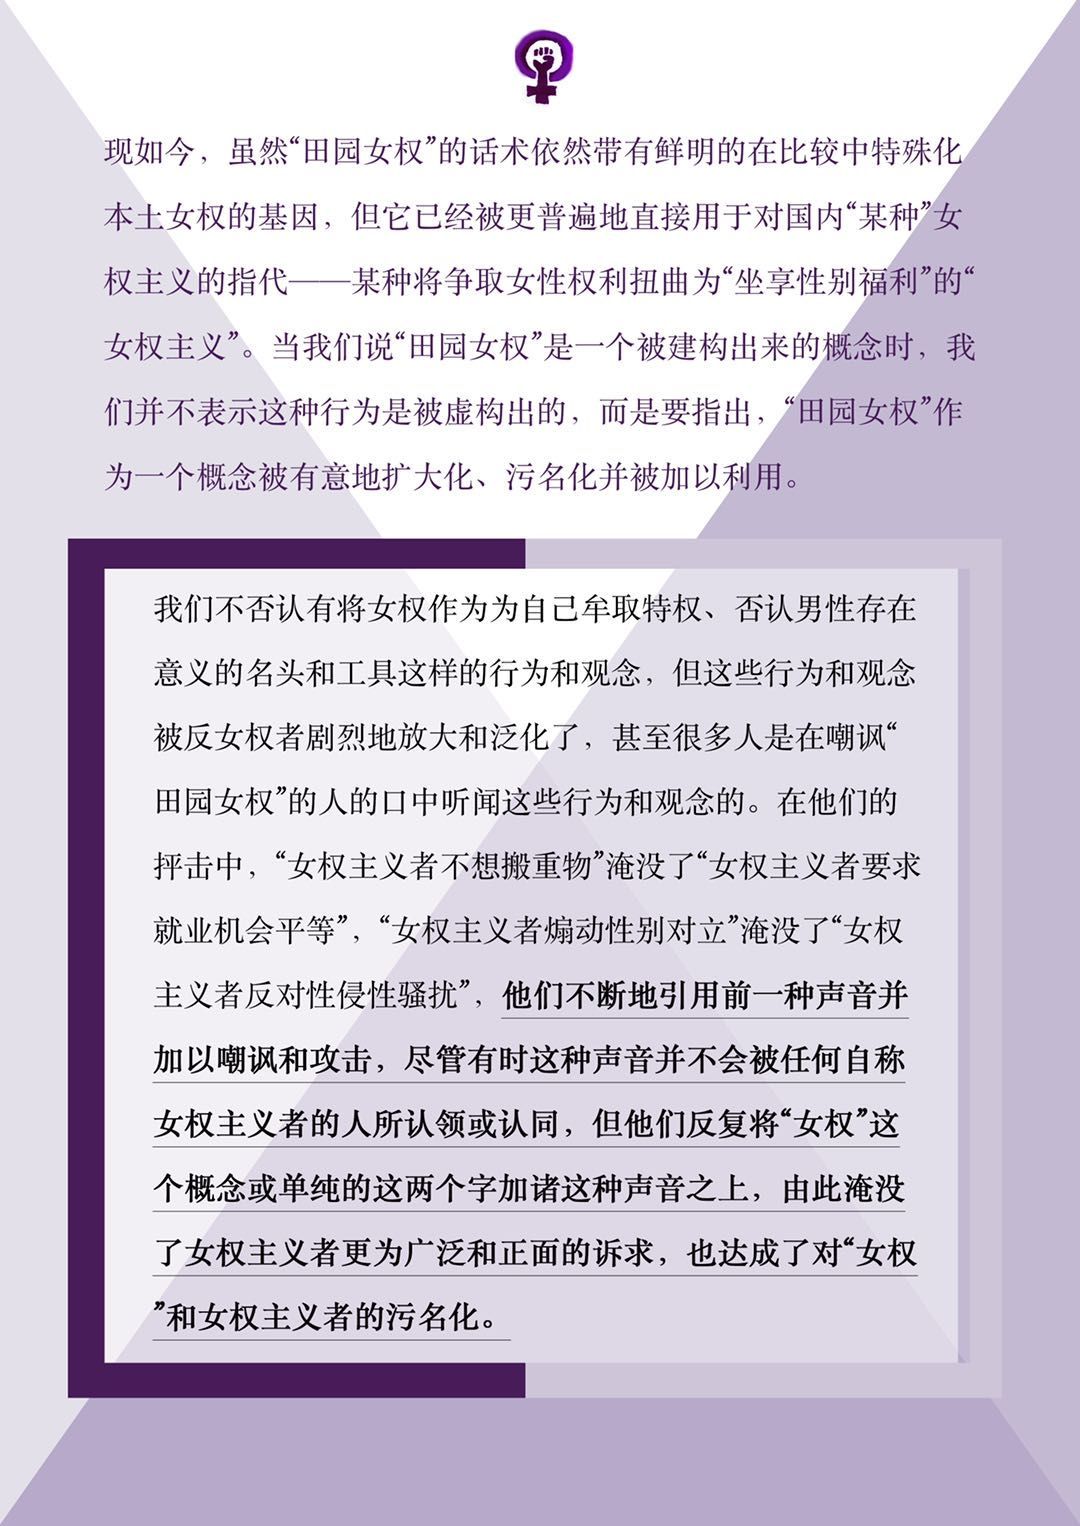 现如今，虽然“田园女权”的话术依然带有鲜明的在比较中特殊化
本土女权的基因，但它已经被更普遍地直接用于对国内“某种”女
权主义的指代——某种将争取女性权利扭曲为“坐享性别福利”的“
女权主义”。当我们说“田园女权”是一个被建构出来的概念时，我
们并不表示这种行为是被虚构出的，而是要指出，“田园女权”作
为一个概念被有意地扩大化、污名化并被加以利用。
我们不否认有将女权作为为自己牟取特权、否认男性存在
意义的名头和工具这样的行为和观念，但这些行为和观念
被反女权者剧烈地放大和泛化了，甚至很多人是在嘲讽“
田园女权”的人的口中听闻这些行为和观念的。在他们的
抨击中，“女权主义者不想搬重物”淹没了“女权主义者要求
就业机会平等”，“女权主义者煽动性别对立”淹没了“女权
主义者反对性侵性骚扰”，他们不断地引用前一种声音并
加以嘲讽和攻击，尽管有时这种声音并不会被任何自称
女权主义者的人所认领或认同，但他们反复将“女权”这
个概念或单纯的这两个字加诸这种声音之上，由此淹没
了女权主义者更为广泛和正面的诉求，也达成了对“女权
”和女权主义者的污名化。